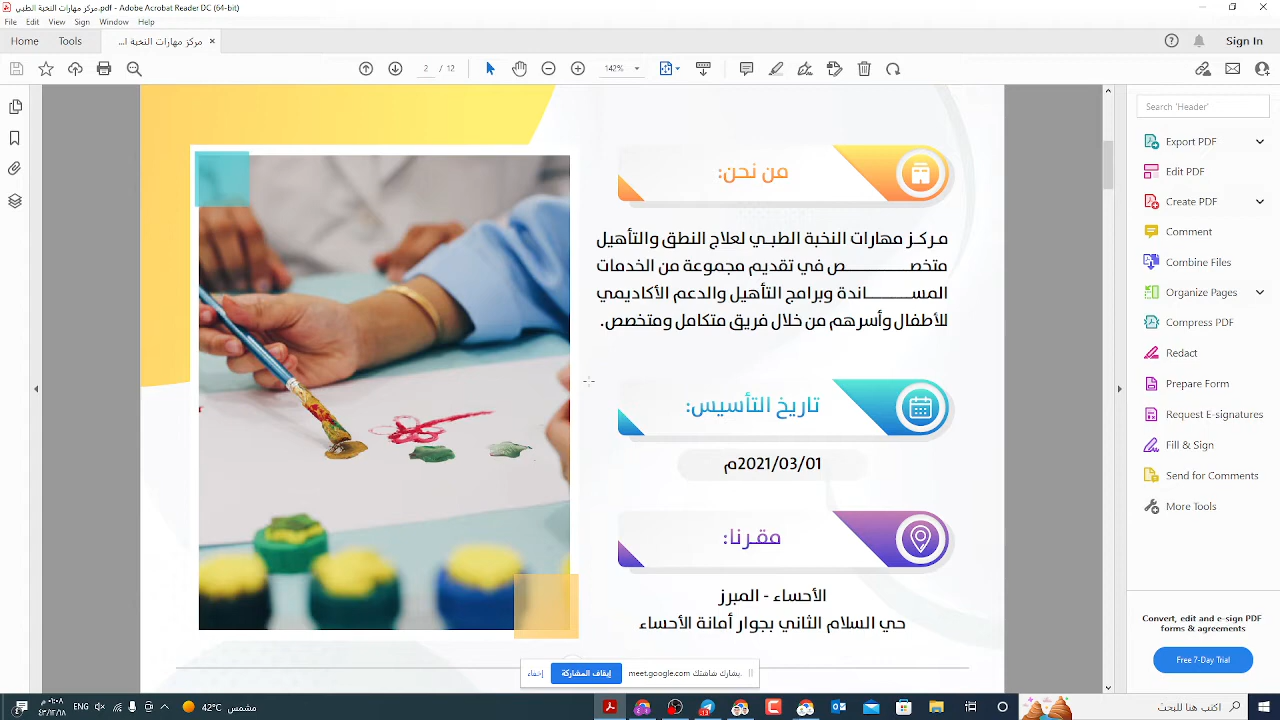 مركز مهارات النخبة الطبي.pdf - Adobe Acrobat Reader DC (64-bit)
File Edit View Sign Window Help
Home Tools مركز مهارات النخبة ا... × Sign In
2 / 12 142%
من نحن:
مركز مهارات النخبة الطبي لعلاج النطق والتأهيل
متخصص في تقديم مجموعة من الخدمات
المساندة وبرامج التأهيل والدعم الأكاديمي
للأطفال وأسرهم من خلال فريق متكامل ومتخصص.
تاريخ التأسيس:
2021/03/01م
مقرنا:
الأحساء - المبرز
حي السلام الثاني بجوار أمانة الأحساء
Search 'Header'
Export PDF
Edit PDF
Create PDF
Comment
Combine Files
Organize Pages
Compress PDF
Redact
Prepare Form
Request E-signatures
Fill & Sign
Send for Comments
More Tools
Convert, edit and e-sign PDF
forms & agreements
Free 7-Day Trial
meet.google.com يشارك شاشتك.
إيقاف المشاركة
إخفاء
اكتب هنا للبحث
42°C مشمس